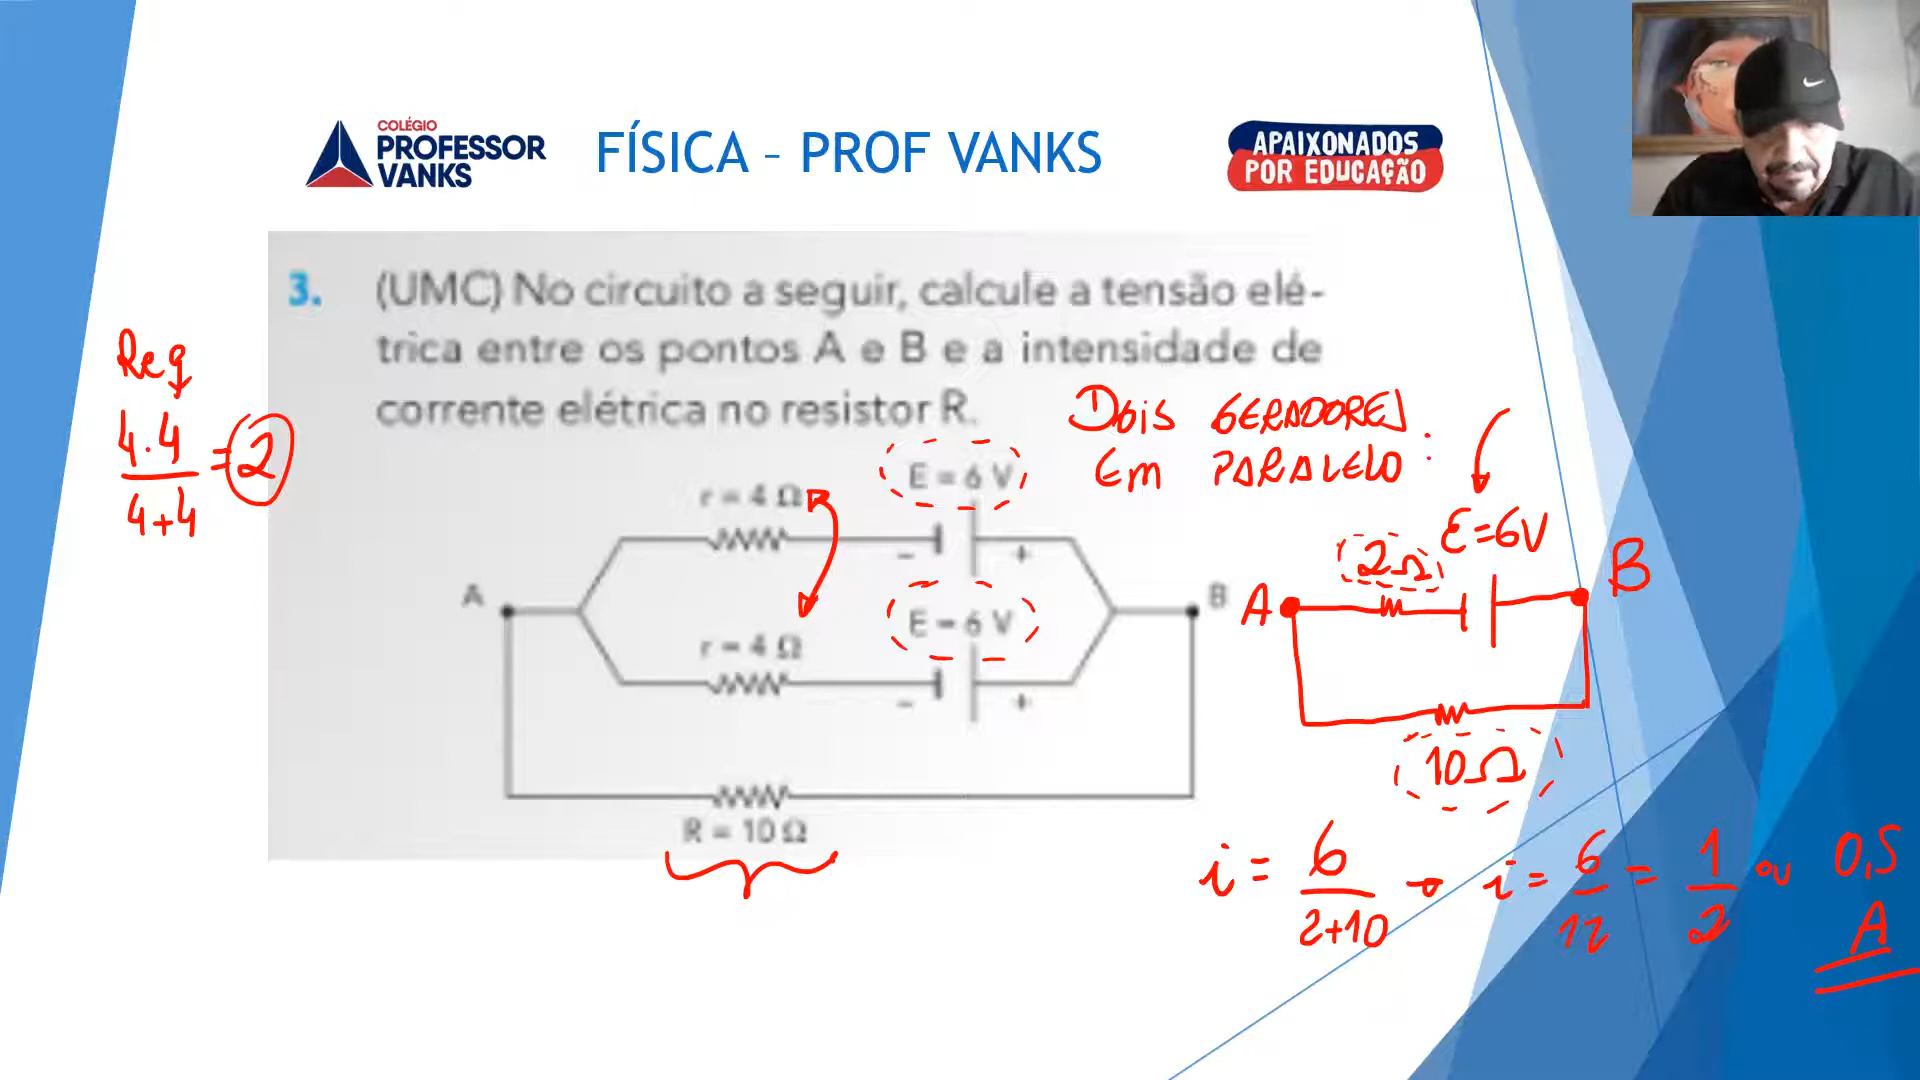 COLÉGIO
PROFESSOR
VANKS
FÍSICA – PROF VANKS
APAIXONADOS
POR EDUCAÇÃO
3. (UMC) No circuito a seguir, calcule a tensão elé-
trica entre os pontos A e B e a intensidade de
corrente elétrica no resistor R.
Req
4.4
4+4
=2
DOIS GERADORES
EM PARALELO :
E = 6 V
r = 4 Ω
- +
A
B
E = 6 V
r = 4 Ω
- +
R = 10 Ω
E=6V
2Ω
A
B
10Ω
i = 6/2+10 → i = 6/12 = 1/2 ou 0,5
A